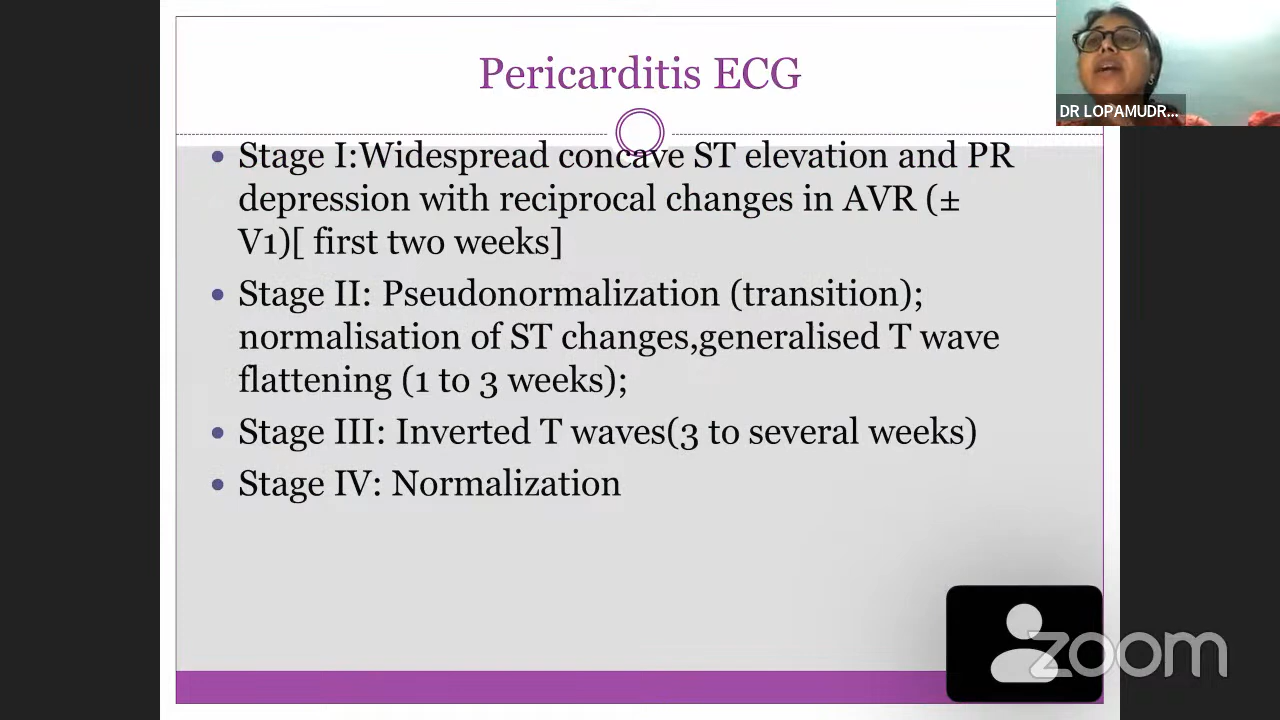 Pericarditis ECG
DR LOPAMUDR...
• Stage I:Widespread concave ST elevation and PR
depression with reciprocal changes in AVR (±
V1)[ first two weeks]
• Stage II: Pseudonormalization (transition);
normalisation of ST changes,generalised T wave
flattening (1 to 3 weeks);
• Stage III: Inverted T waves(3 to several weeks)
• Stage IV: Normalization
zoom